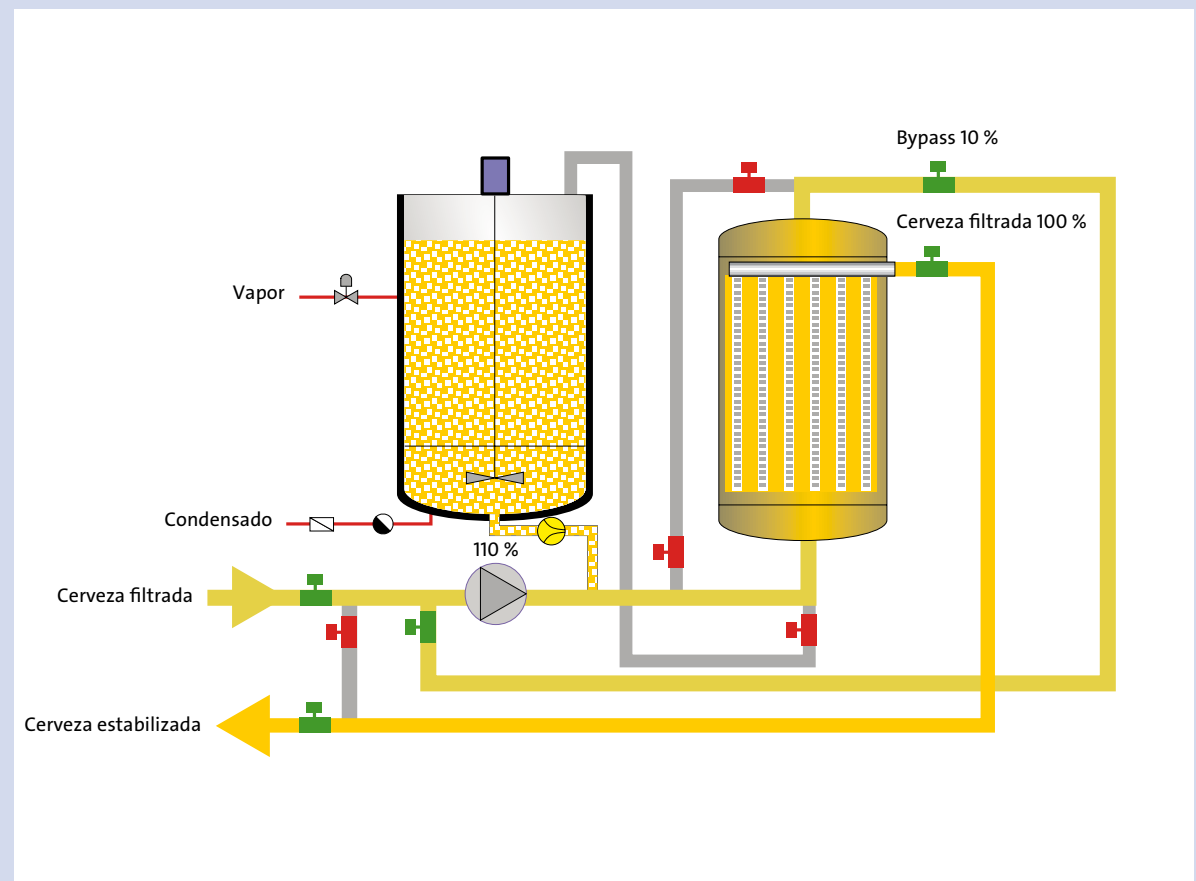 Bypass 10 %
Cerveza filtrada 100 %
Vapor
Condensado
110 %
Cerveza filtrada
Cerveza estabilizada